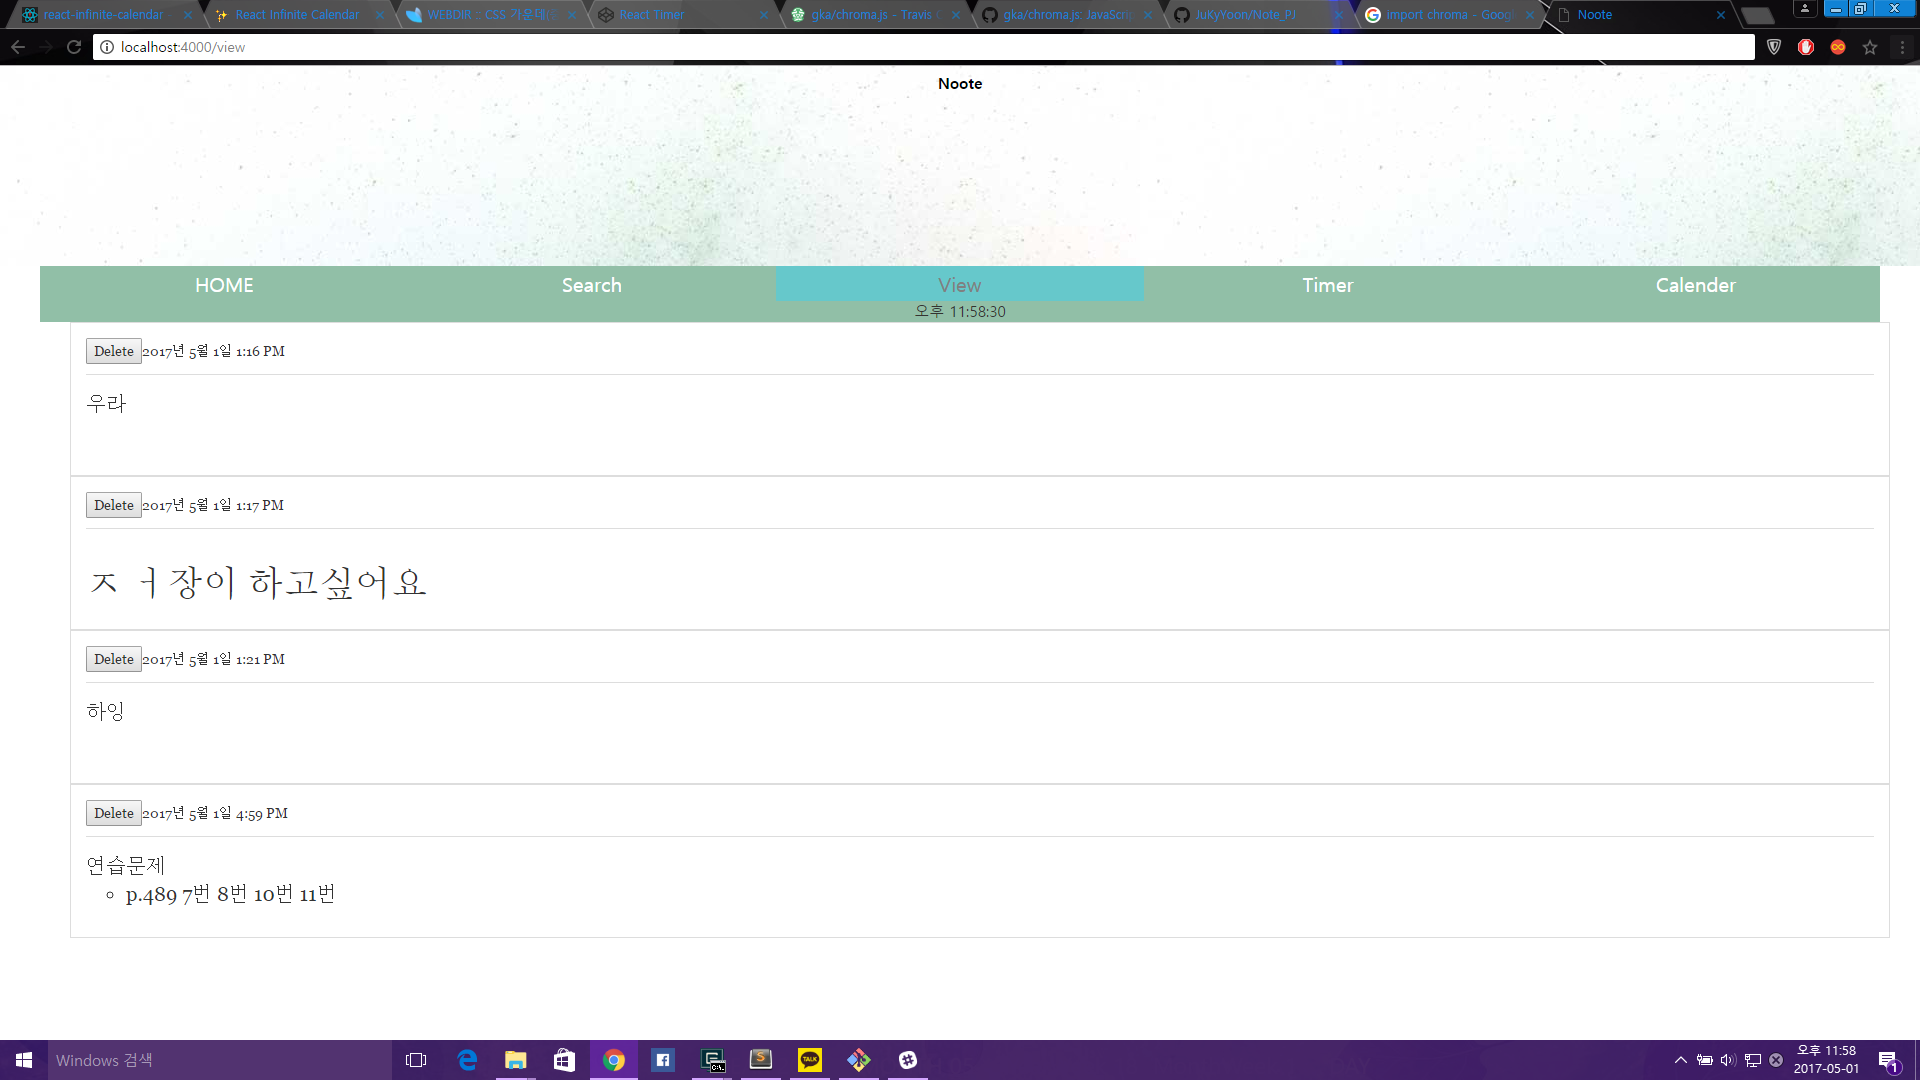 react-infinite-calendar
React Infinite Calendar
WEBDIR :: CSS
React Timer
gka/chroma.js - Travis
gka/chroma.js: JavaScri
JuKyYoon/Note_PJ
import chroma - Goog
Noote
localhost:4000/view
Noote
HOME Search View Timer Calender
오후 11:58:30
Delete 2017년 5월 1일 1:16 PM
우라
Delete 2017년 5월 1일 1:17 PM
ㅈ ㅓ장이 하고싶어요
Delete 2017년 5월 1일 1:21 PM
하잉
Delete 2017년 5월 1일 4:59 PM
연습문제
p.489 7번 8번 10번 11번
Windows 검색
TALK
C:\.
오후 11:58
2017-05-01
1